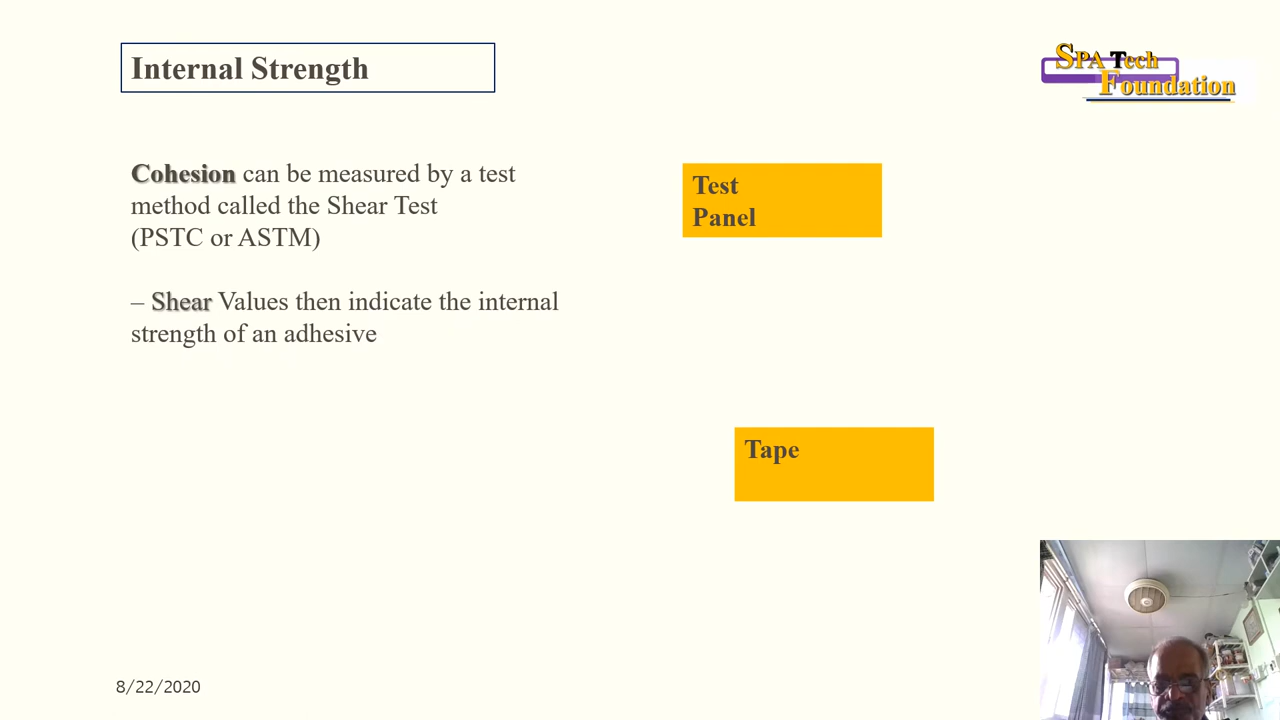 Internal Strength
SPA Tech
Foundation
Cohesion can be measured by a test
method called the Shear Test
(PSTC or ASTM)
– Shear Values then indicate the internal
strength of an adhesive
Test
Panel
Tape
8/22/2020